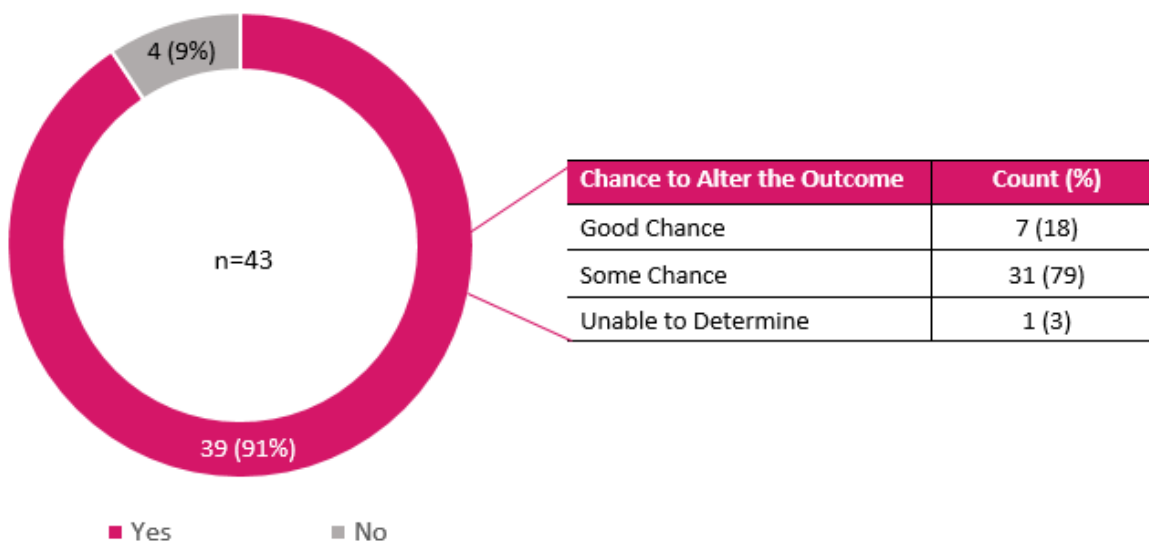 4 (9%)
n=43
39 (91%)
Yes No
Chance to Alter the Outcome Count (%)
Good Chance 7 (18)
Some Chance 31 (79)
Unable to Determine 1 (3)